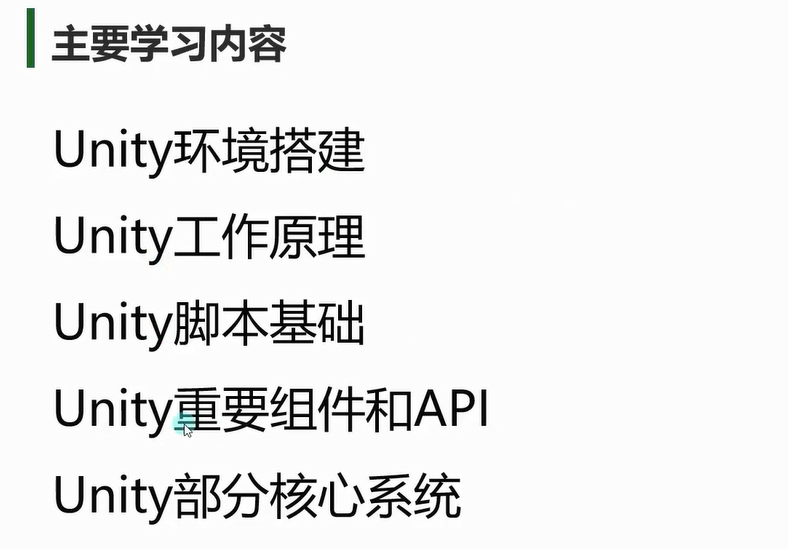 主要学习内容
Unity环境搭建
Unity工作原理
Unity脚本基础
Unity重要组件和API
Unity部分核心系统